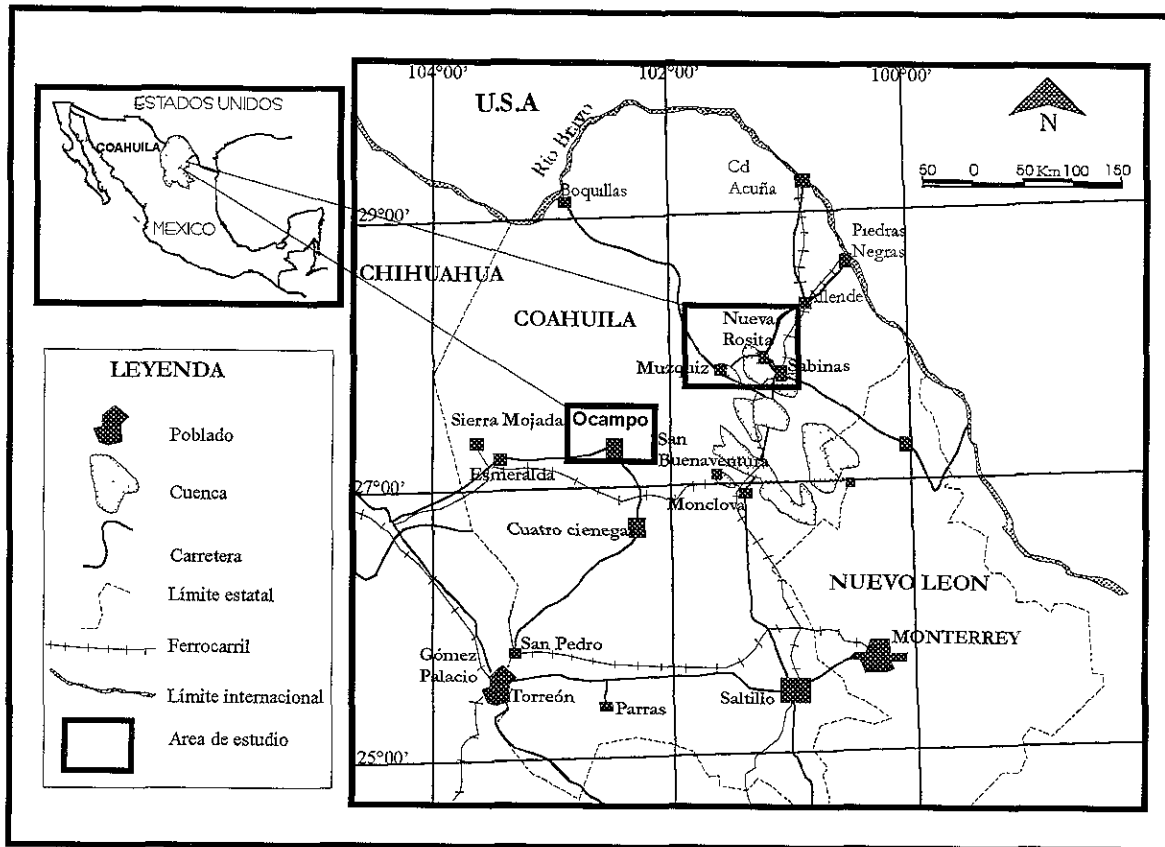 ESTADOS UNIDOS
COAHUILA
MEXICO
LEYENDA
Poblado
Cuenca
Carretera
Límite estatal
Ferrocarril
Límite internacional
Area de estudio
104°00'
102°00'
100°00'
U.S.A
Rio Bravo
N
50 0 50 Km 100 150
Boquillas
Cd
Acuña
29°00'
Piedras
Negras
CHIHUAHUA
Allende
COAHUILA
Nueva
Rosita
Muzquiz
Sabinas
Sierra Mojada
Ocampo
San
Buenaventura
Esmeralda
27°00'
Monclova
Cuatro cienegas
NUEVO LEON
MONTERREY
San Pedro
Gómez
Palacio
Torreón
Parras
Saltillo
25°00'